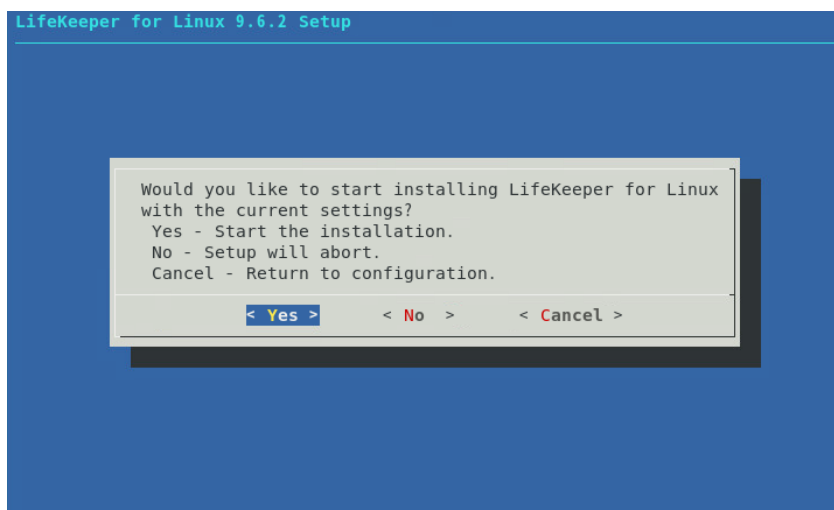 LifeKeeper for Linux 9.6.2 Setup
Would you like to start installing LifeKeeper for Linux
with the current settings?
Yes - Start the installation.
No - Setup will abort.
Cancel - Return to configuration.
< Yes > < No > < Cancel >